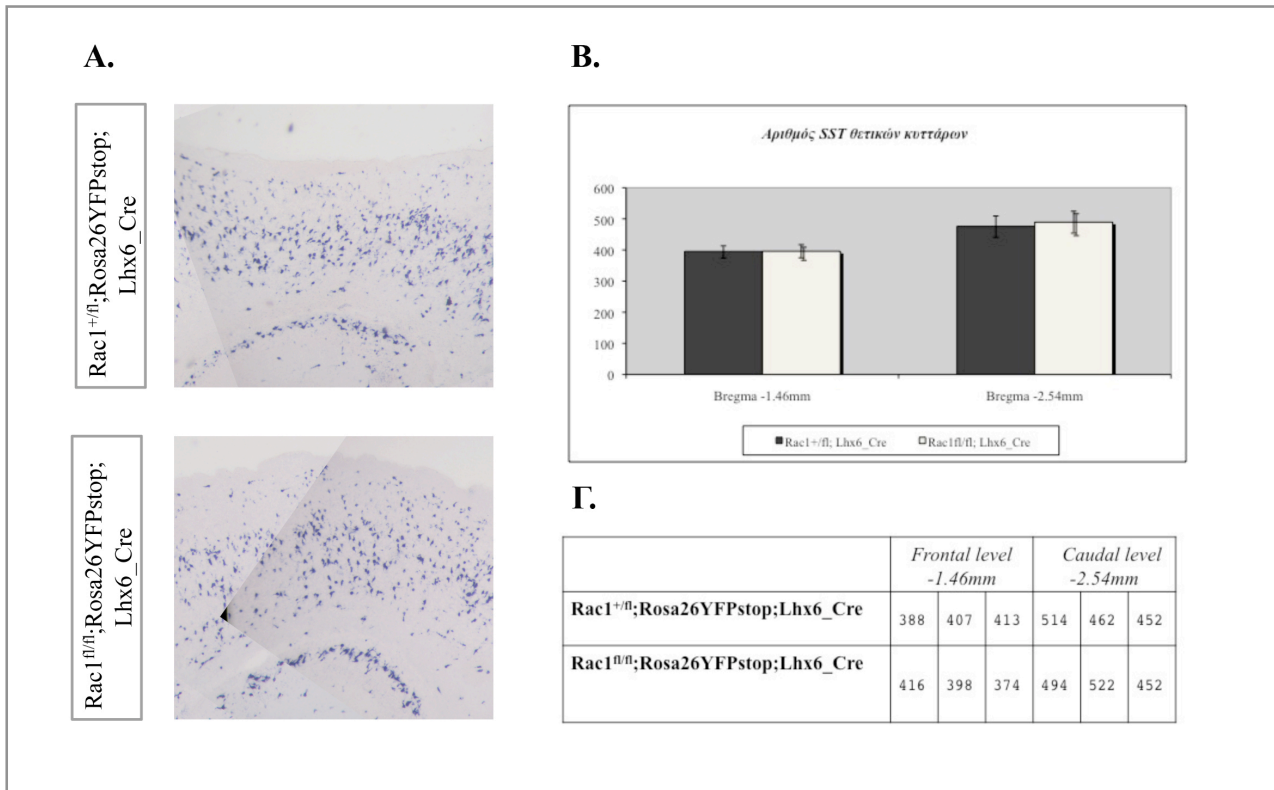 A.
Rac1+/fl;Rosa26YFPstop;
Lhx6_Cre
Rac1fl/fl;Rosa26YFPstop;
Lhx6_Cre
B.
Αριθμός SST θετικών κυττάρων
600
500
400
300
200
100
0
Bregma -1.46mm Bregma -2.54mm
Rac1+/fl; Lhx6_Cre Rac1fl/fl; Lhx6_Cre
Γ.
Frontal level Caudal level
-1.46mm -2.54mm
Rac1+/fl;Rosa26YFPstop;Lhx6_Cre 388 407 413 514 462 452
Rac1fl/fl;Rosa26YFPstop;Lhx6_Cre 416 398 374 494 522 452